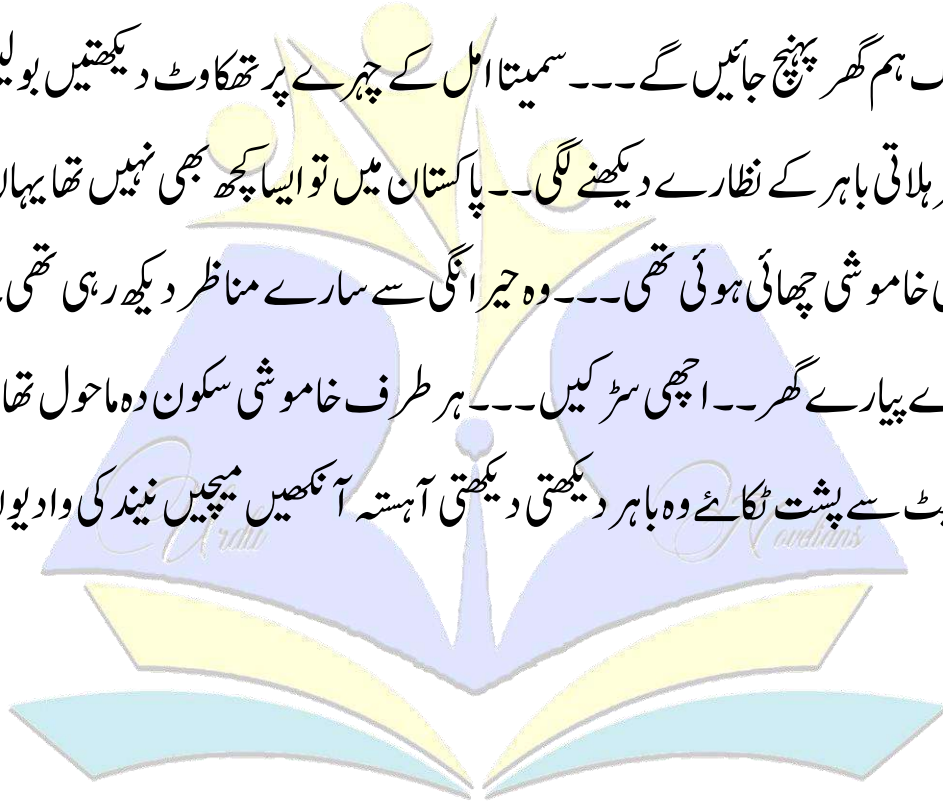 ہم گھر پہنچ جائیں گے۔۔۔ سمیتا امل کے چہرے پر تھکاوٹ دیکھتیں
ہلاتی باہر کے نظارے دیکھنے لگی۔۔ پاکستان میں تو ایسا کچھ بھی نہیں تھا
خاموشی چھائی ہوئی تھی۔۔۔ وہ حیرانگی سے سارے مناظر دیکھ رہی تھی
پیارے گھر۔۔ اچھی سڑکیں۔۔۔ ہر طرف خاموشی سکون دہ ماحول تھا
سے پشت ٹکائے وہ باہر دیکھتی دیکھتی آہستہ آنکھیں میچیں نیند کی
Urdu Novelians